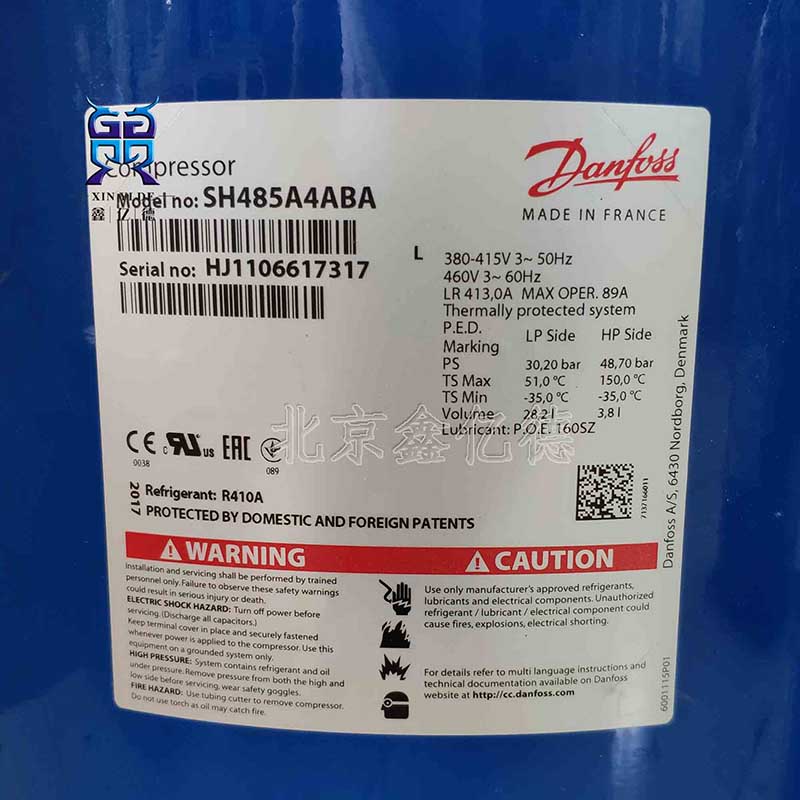 Compressor
XINYIDE
鑫亿德
Model no: SH485A4ABA
Serial no: HJ1106617317
Danfoss
MADE IN FRANCE
L 380-415V 3~ 50Hz
460V 3~ 60Hz
LR 413,0A MAX OPER. 89A
Thermally protected system
P.E.D.
Marking LP Side HP Side
PS 30,20 bar 48,70 bar
TS Max 51,0 °C 150,0 °C
TS Min -35,0 °C -35,0 °C
Volume 28,2 l 3,8 l
Lubricant: P.O.E. 160SZ
北京鑫亿德
CE 0038
c UR us
EAC
089
7137166011
Danfoss A/S, 6430 Nordborg, Denmark
2017
Refrigerant: R410A
PROTECTED BY DOMESTIC AND FOREIGN PATENTS
WARNING
Installation and servicing shall be performed by trained
personnel only. Failure to observe these safety warnings
could result in serious injury or death.
ELECTRIC SHOCK HAZARD: Turn off power before
servicing. (Discharge all capacitors.)
Keep terminal cover in place and securely fastened
whenever power is applied to the compressor. Use this
equipment on a grounded system only.
HIGH PRESSURE: System contains refrigerant and oil
under pressure. Remove pressure from both the high and
low side before servicing, wear safety goggles.
FIRE HAZARD: Use tubing cutter to remove compressor.
Do not use torch as oil may catch fire.
CAUTION
Use only manufacturer's approved refrigerants,
lubricants and electrical components. Unauthorized
refrigerant / lubricant / electrical component could
cause fires, explosions, electrical shorting.
For details refer to multi language instructions and
technical documentation available on Danfoss
website at http://cc.danfoss.com
6001115P01